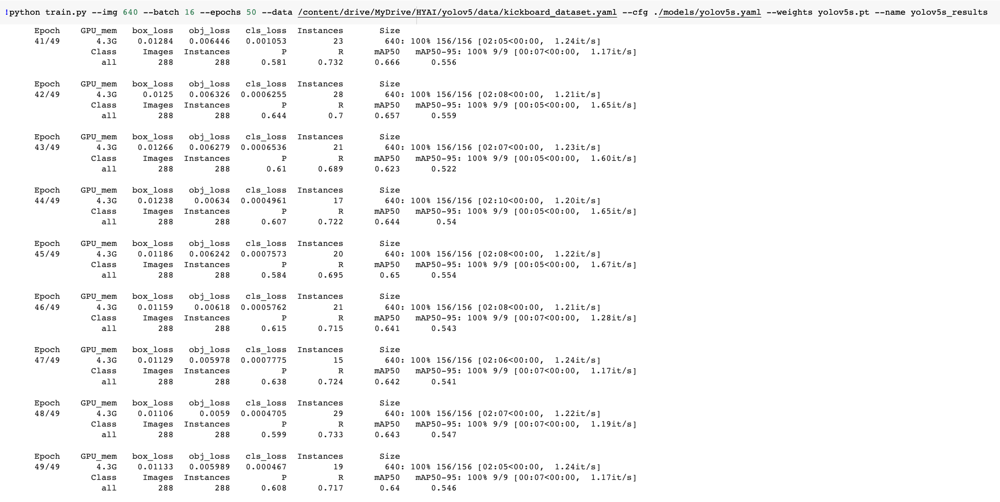 !python train.py --img 640 --batch 16 --epochs 50 --data /content/drive/MyDrive/HYAI/yolov5/data/kickboard_dataset.yaml --cfg ./models/yolov5s.yaml --weights yolov5s.pt --name yolov5s_results
Epoch GPU_mem box_loss obj_loss cls_loss Instances Size
41/49 4.3G 0.01284 0.006446 0.001053 23 640: 100% 156/156 [02:05<00:00, 1.24it/s]
Class Images Instances P R mAP50 mAP50-95: 100% 9/9 [00:07<00:00, 1.17it/s]
all 288 288 0.581 0.732 0.666 0.556
Epoch GPU_mem box_loss obj_loss cls_loss Instances Size
42/49 4.3G 0.0125 0.006326 0.0006255 28 640: 100% 156/156 [02:08<00:00, 1.21it/s]
Class Images Instances P R mAP50 mAP50-95: 100% 9/9 [00:05<00:00, 1.65it/s]
all 288 288 0.644 0.7 0.657 0.559
Epoch GPU_mem box_loss obj_loss cls_loss Instances Size
43/49 4.3G 0.01266 0.006279 0.0006536 21 640: 100% 156/156 [02:07<00:00, 1.23it/s]
Class Images Instances P R mAP50 mAP50-95: 100% 9/9 [00:05<00:00, 1.60it/s]
all 288 288 0.61 0.689 0.623 0.522
Epoch GPU_mem box_loss obj_loss cls_loss Instances Size
44/49 4.3G 0.01238 0.00634 0.0004961 17 640: 100% 156/156 [02:10<00:00, 1.20it/s]
Class Images Instances P R mAP50 mAP50-95: 100% 9/9 [00:05<00:00, 1.65it/s]
all 288 288 0.607 0.722 0.644 0.54
Epoch GPU_mem box_loss obj_loss cls_loss Instances Size
45/49 4.3G 0.01186 0.006242 0.0007573 20 640: 100% 156/156 [02:08<00:00, 1.22it/s]
Class Images Instances P R mAP50 mAP50-95: 100% 9/9 [00:05<00:00, 1.67it/s]
all 288 288 0.584 0.695 0.65 0.554
Epoch GPU_mem box_loss obj_loss cls_loss Instances Size
46/49 4.3G 0.01159 0.00618 0.0005762 21 640: 100% 156/156 [02:08<00:00, 1.21it/s]
Class Images Instances P R mAP50 mAP50-95: 100% 9/9 [00:07<00:00, 1.28it/s]
all 288 288 0.615 0.715 0.641 0.543
Epoch GPU_mem box_loss obj_loss cls_loss Instances Size
47/49 4.3G 0.01129 0.005978 0.0007775 15 640: 100% 156/156 [02:06<00:00, 1.24it/s]
Class Images Instances P R mAP50 mAP50-95: 100% 9/9 [00:07<00:00, 1.17it/s]
all 288 288 0.638 0.724 0.642 0.541
Epoch GPU_mem box_loss obj_loss cls_loss Instances Size
48/49 4.3G 0.01106 0.0059 0.0004705 29 640: 100% 156/156 [02:07<00:00, 1.22it/s]
Class Images Instances P R mAP50 mAP50-95: 100% 9/9 [00:07<00:00, 1.19it/s]
all 288 288 0.599 0.733 0.643 0.547
Epoch GPU_mem box_loss obj_loss cls_loss Instances Size
49/49 4.3G 0.01133 0.005989 0.000467 19 640: 100% 156/156 [02:05<00:00, 1.24it/s]
Class Images Instances P R mAP50 mAP50-95: 100% 9/9 [00:07<00:00, 1.17it/s]
all 288 288 0.608 0.717 0.64 0.546